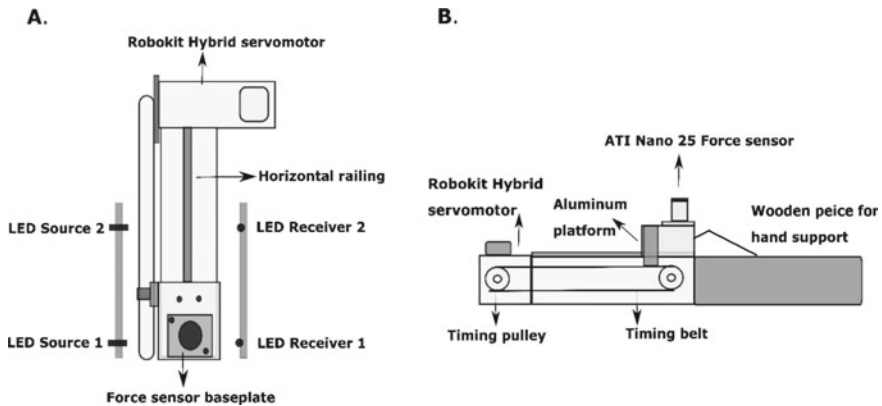 A.
Robokit Hybrid servomotor
Horizontal railing
LED Source 2
LED Receiver 2
LED Source 1
LED Receiver 1
Force sensor baseplate
B.
ATI Nano 25 Force sensor
Robokit Hybrid
servomotor
Aluminum
platform
Wooden peice for
hand support
Timing pulley
Timing belt